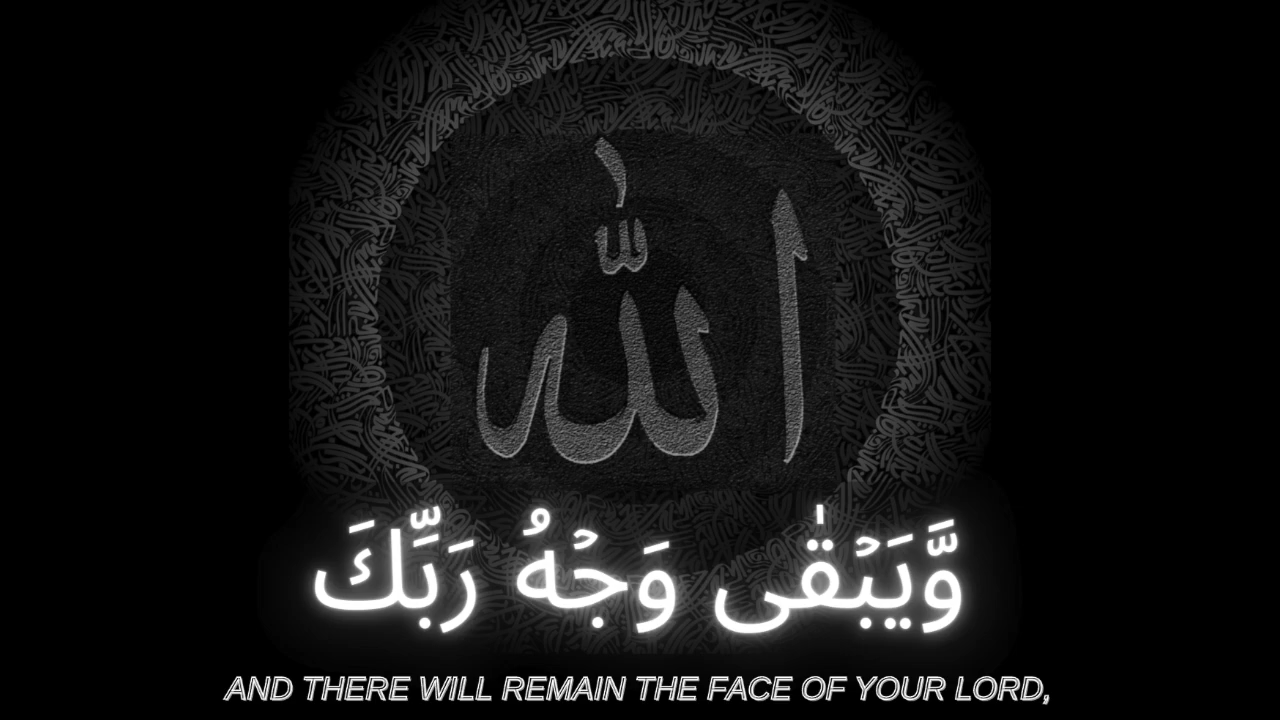 الله
وَّيَبْقٰى وَجْهُ رَبِّكَ
AND THERE WILL REMAIN THE FACE OF YOUR LORD,